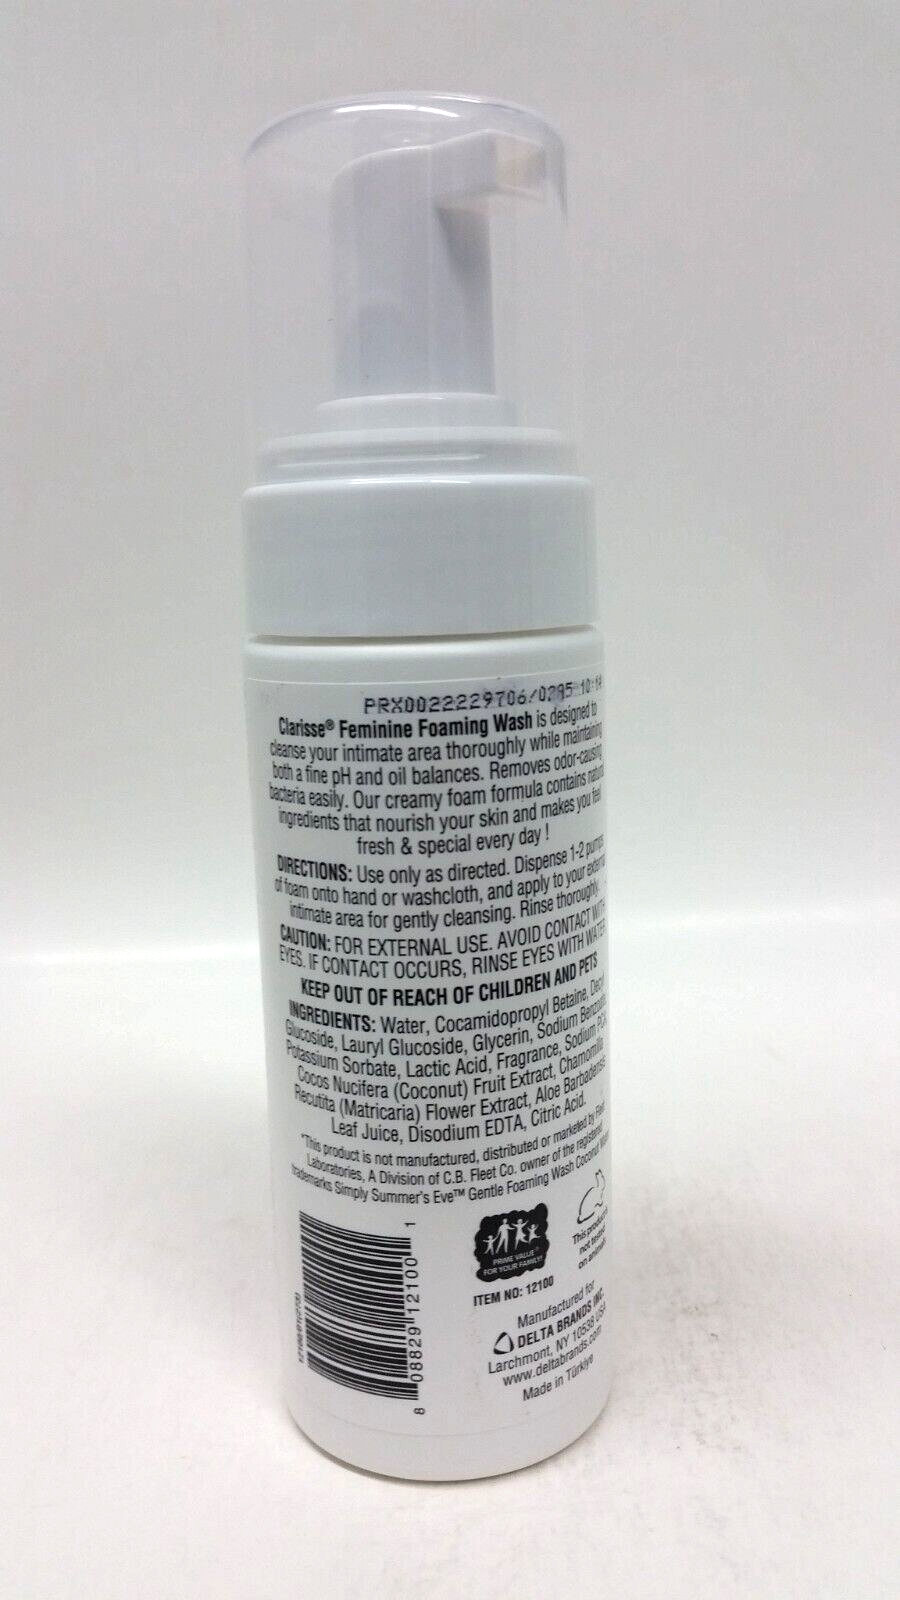 PRX0022229706/0295 10:14
Clarisse® Feminine Foaming Wash is designed to
cleanse your intimate area thoroughly while maintaining
both a fine pH and oil balances. Removes odor-causing
bacteria easily. Our creamy foam formula contains
ingredients that nourish your skin and makes you feel
fresh & special every day !
DIRECTIONS: Use only as directed. Dispense 1-2 pumps
of foam onto hand or washcloth, and apply to your external
intimate area for gently cleansing. Rinse thoroughly.
CAUTION: FOR EXTERNAL USE. AVOID CONTACT WITH
EYES. IF CONTACT OCCURS, RINSE EYES WITH WATER
KEEP OUT OF REACH OF CHILDREN AND PETS
INGREDIENTS: Water, Cocamidopropyl Betaine, Decyl
Glucoside, Lauryl Glucoside, Glycerin, Sodium Benzoate,
Potassium Sorbate, Lactic Acid, Fragrance, Sodium PCA,
Cocos Nucifera (Coconut) Fruit Extract, Chamomilla
Recutita (Matricaria) Flower Extract, Aloe Barbadensis
Leaf Juice, Disodium EDTA, Citric Acid.
*This product is not manufactured, distributed or marketed by Fleet
Laboratories, A Division of C.B. Fleet Co. owner of the registered
trademarks Simply Summer's Eve™ Gentle Foaming Wash Coconut Water
8 08829 12100 1
PRIME VALUE
FOR YOUR FAMILY!
ITEM NO: 12100
This product is
not tested
on animals
Manufactured for
DELTA BRANDS INC.
Larchmont, NY 10538 USA
www.deltabrands.com
Made in Türkiye